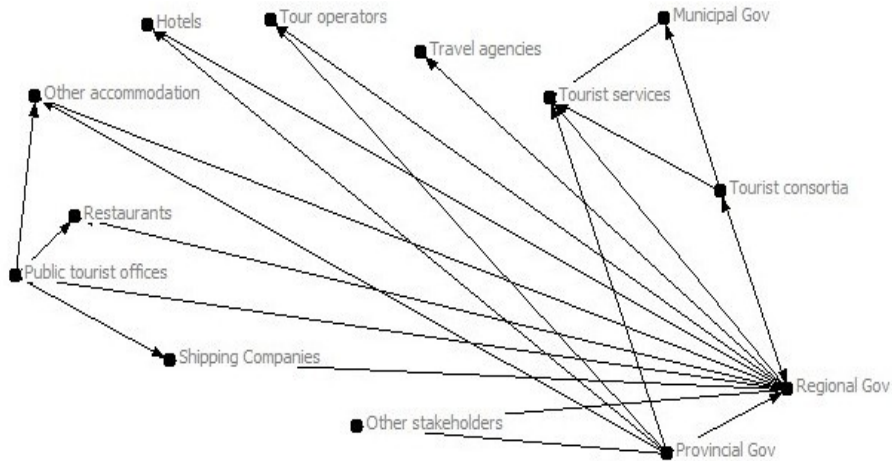 Hotels
Tour operators
Municipal Gov
Travel agencies
Other accommodation
Tourist services
Tourist consortia
Restaurants
Public tourist offices
Shipping Companies
Regional Gov
Other stakeholders
Provincial Gov